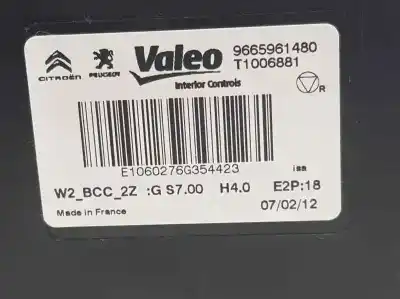 CITROËN PEUGEOT Valeo 9665961480
T1006881
Interior Controls
R
E1060276G354423 isa
W2_BCC_2Z :G S7.00 H4.0 E2P:18
Made in France 07/02/12